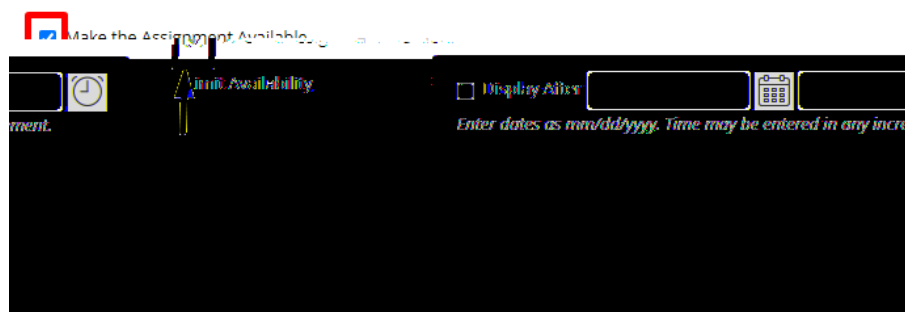 Make the Assignment Available
Limit Availability
Display After
ment.
Enter dates as mm/dd/yyyy. Time may be entered in any incre